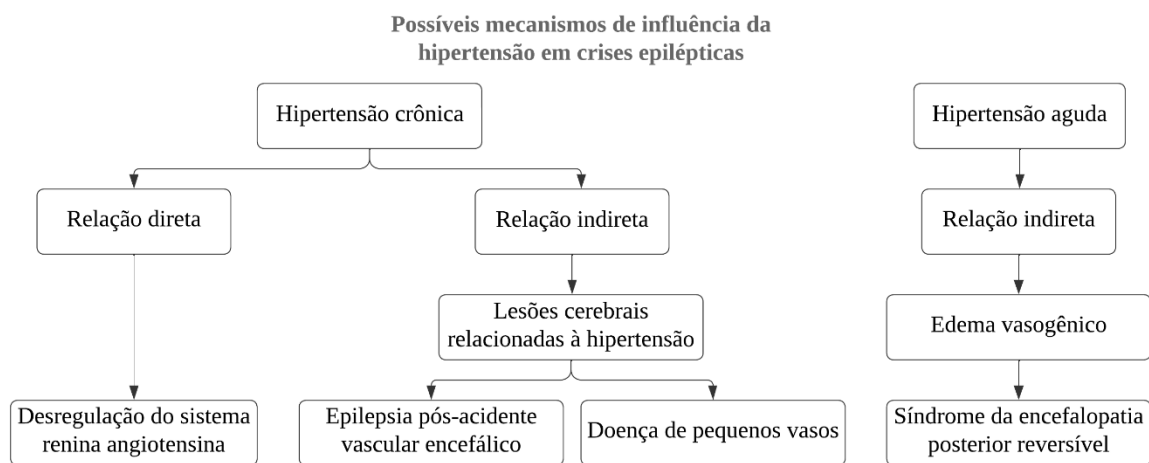 Possíveis mecanismos de influência da
hipertensão em crises epilépticas
Hipertensão crônica
Hipertensão aguda
Relação direta
Relação indireta
Relação indireta
Lesões cerebrais
relacionadas à hipertensão
Edema vasogênico
Desregulação do sistema
renina angiotensina
Epilepsia pós-acidente
vascular encefálico
Doença de pequenos vasos
Síndrome da encefalopatia
posterior reversível